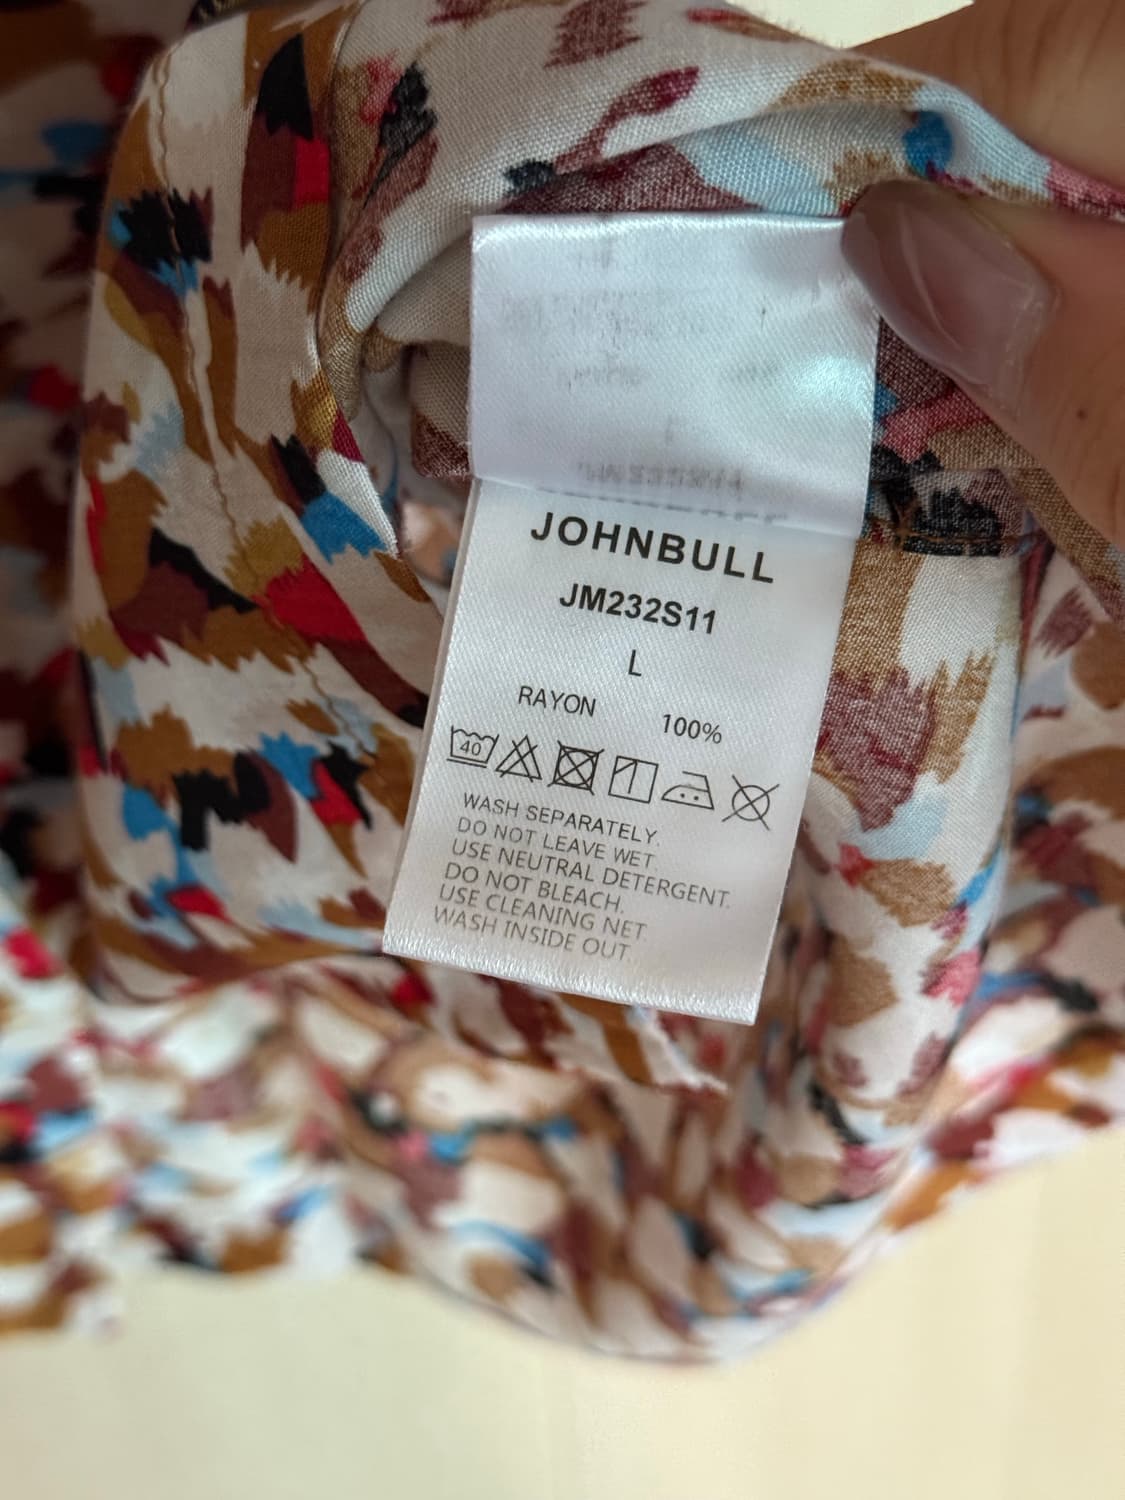 JOHNBULL
JM232S11
L
RAYON 100%
40
WASH SEPARATELY.
DO NOT LEAVE WET.
USE NEUTRAL DETERGENT.
DO NOT BLEACH.
USE CLEANING NET.
WASH INSIDE OUT.